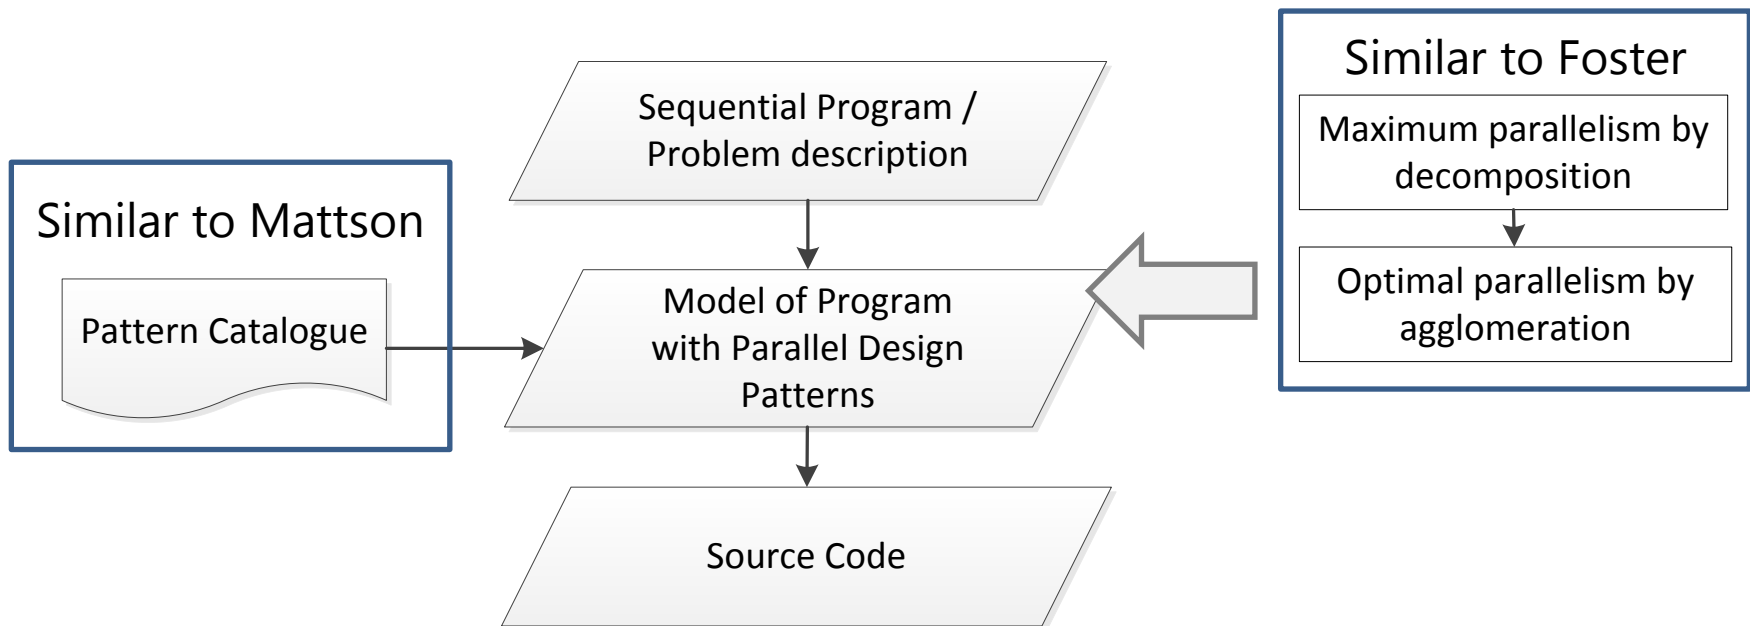 Similar to Mattson
Pattern Catalogue
Sequential Program /
Problem description
Model of Program
with Parallel Design
Patterns
Source Code
Similar to Foster
Maximum parallelism by
decomposition
Optimal parallelism by
agglomeration